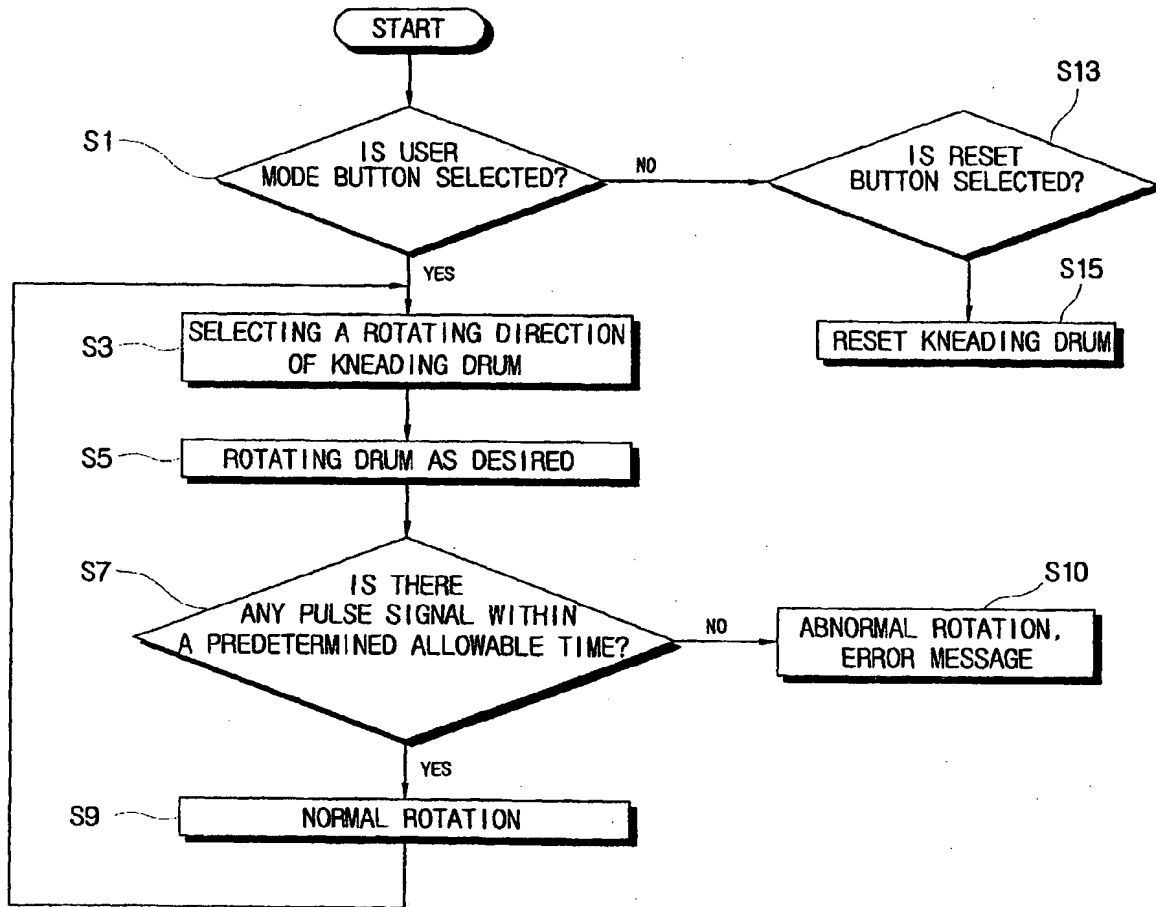 START
S13
S1
IS USER
MODE BUTTON SELECTED?
NO
IS RESET
BUTTON SELECTED?
YES
S15
S3
SELECTING A ROTATING DIRECTION
OF KNEADING DRUM
RESET KNEADING DRUM
S5
ROTATING DRUM AS DESIRED
S7
IS THERE
ANY PULSE SIGNAL WITHIN
A PREDETERMINED ALLOWABLE TIME?
NO
S10
ABNORMAL ROTATION,
ERROR MESSAGE
YES
S9
NORMAL ROTATION